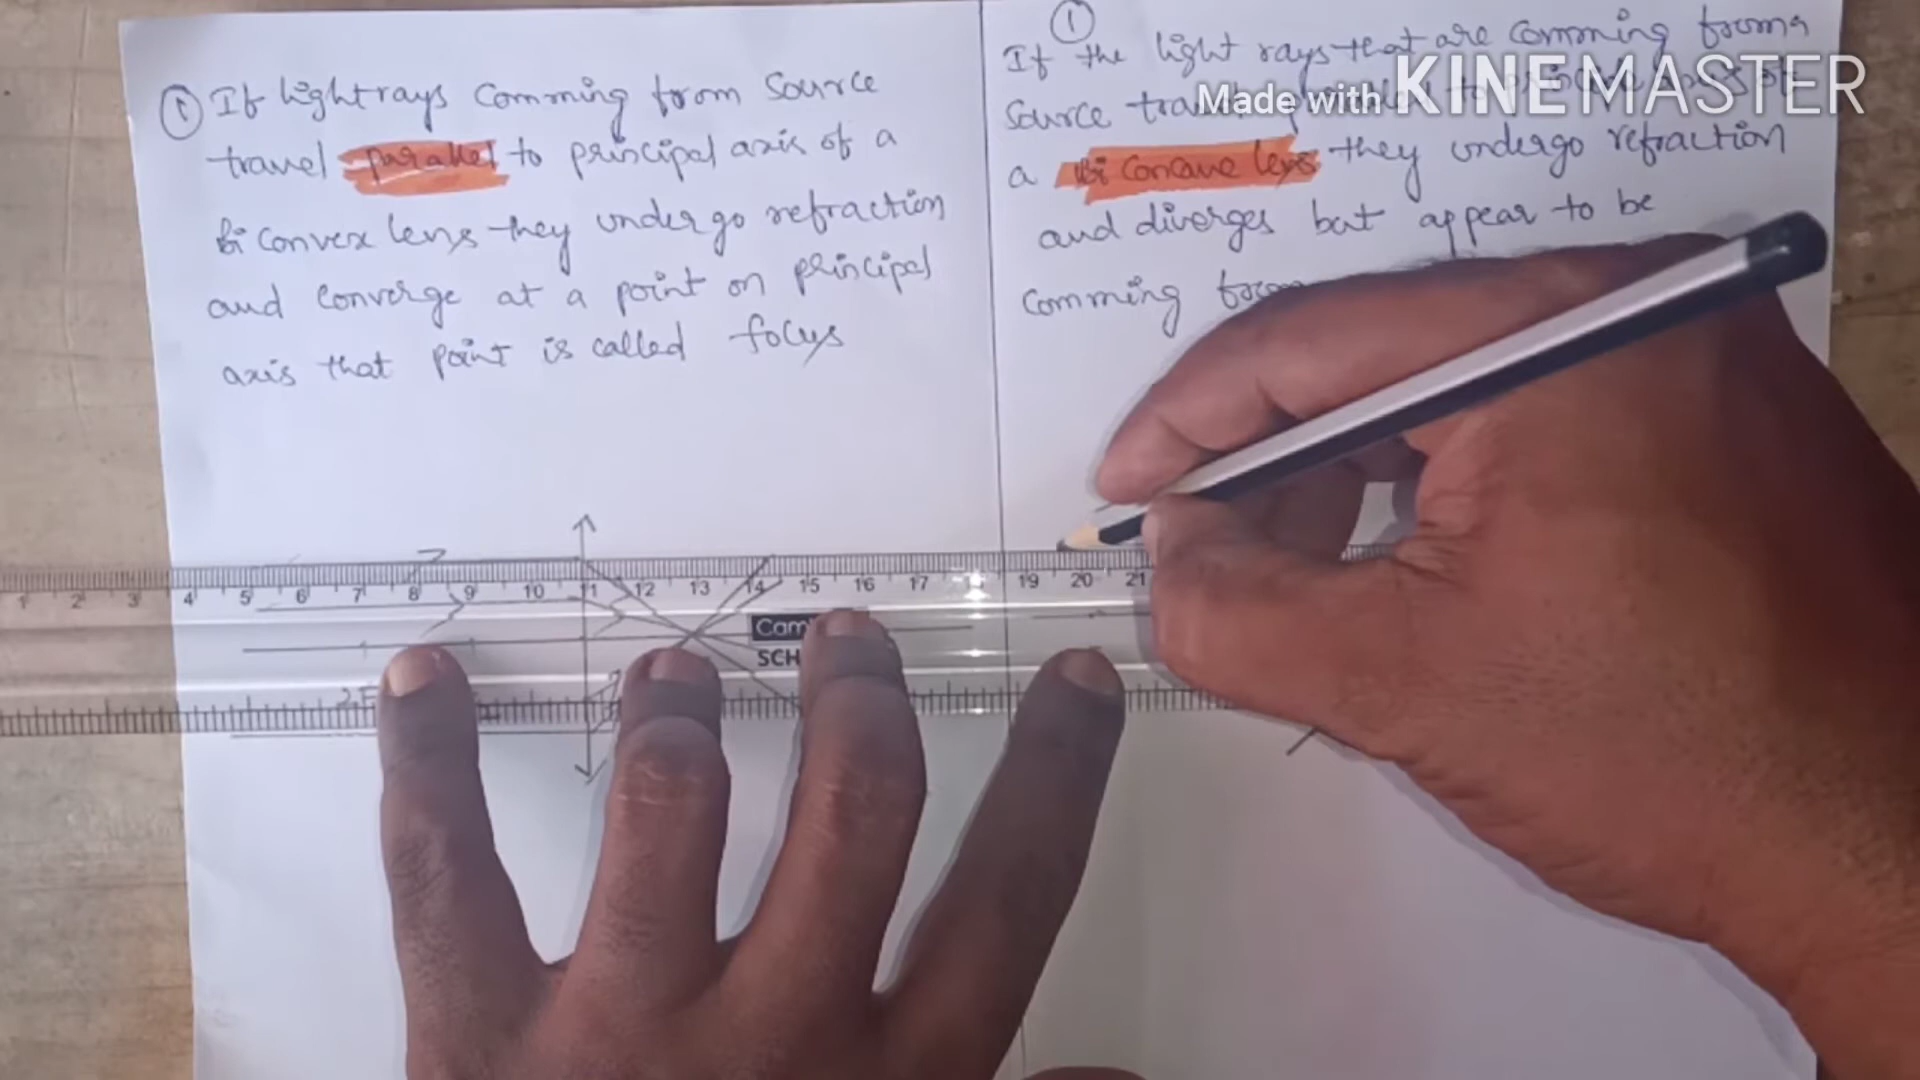 ① If light rays comming from Source
travel parallel to principal axis of a
Bi convex lens they undergo refraction
and converge at a point on principal
axis that point is called focus
①
If the light rays that are comming from a
source
a Bi concave lens they undergo refraction
and diverges but appear to be
comming from
Made with KINEMASTER
1 2 3 4 5 6 7 8 9 10 11 12 13 14 15 16 17 19 20 21
Cam
SCH
2F